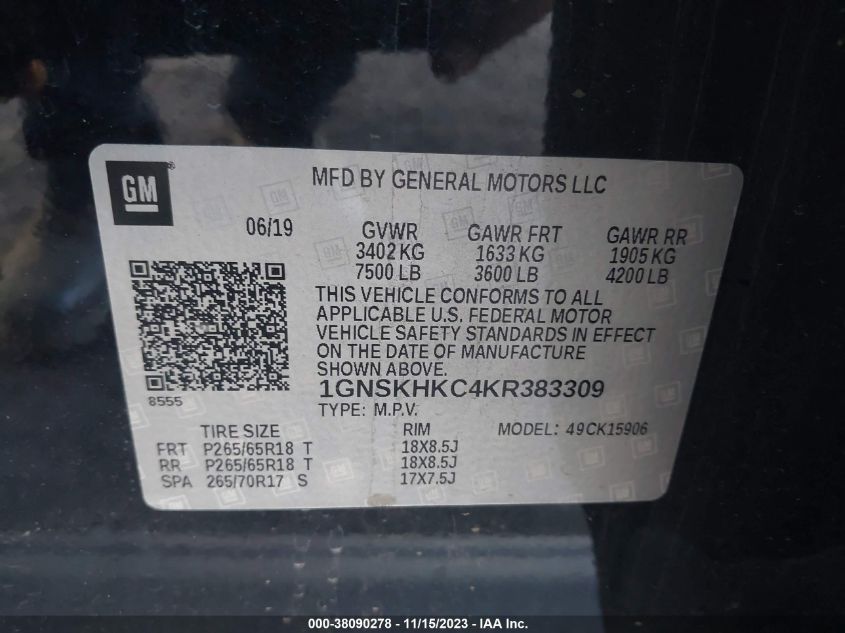 GM®
MFD BY GENERAL MOTORS LLC
06/19 GVWR GAWR FRT GAWR RR
3402 KG 1633 KG 1905 KG
7500 LB 3600 LB 4200 LB
THIS VEHICLE CONFORMS TO ALL
APPLICABLE U.S. FEDERAL MOTOR
VEHICLE SAFETY STANDARDS IN EFFECT
ON THE DATE OF MANUFACTURE
SHOWN ABOVE.
8555
1GNSKHKC4KR383309
TYPE: M.P.V.
TIRE SIZE RIM MODEL: 49CK15906
FRT P265/65R18 T 18X8.5J
RR P265/65R18 T 18X8.5J
SPA 265/70R17 S 17X7.5J
000-38090278 - 11/15/2023 - IAA Inc.